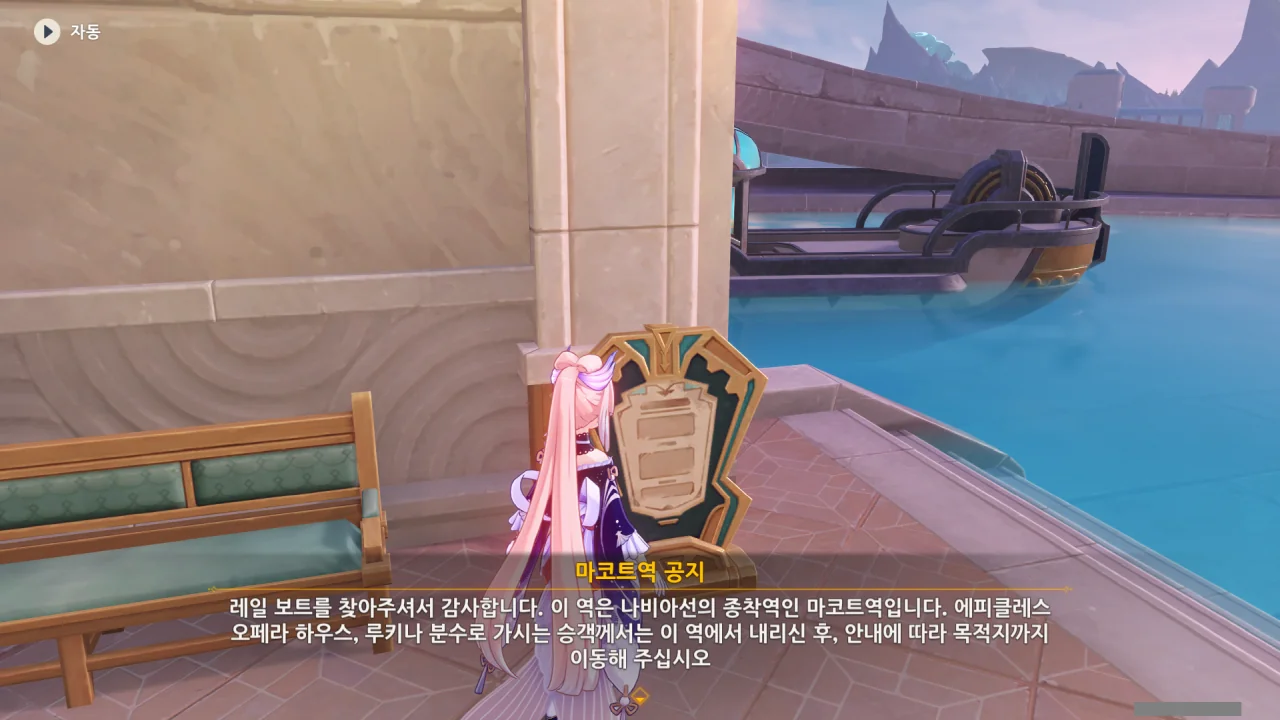 자동
마코트역 공지
레일 보트를 찾아주셔서 감사합니다. 이 역은 나비아선의 종착역인 마코트역입니다. 에피클레스
오페라 하우스, 루키나 분수로 가시는 승객께서는 이 역에서 내리신 후, 안내에 따라 목적지까지
이동해 주십시오